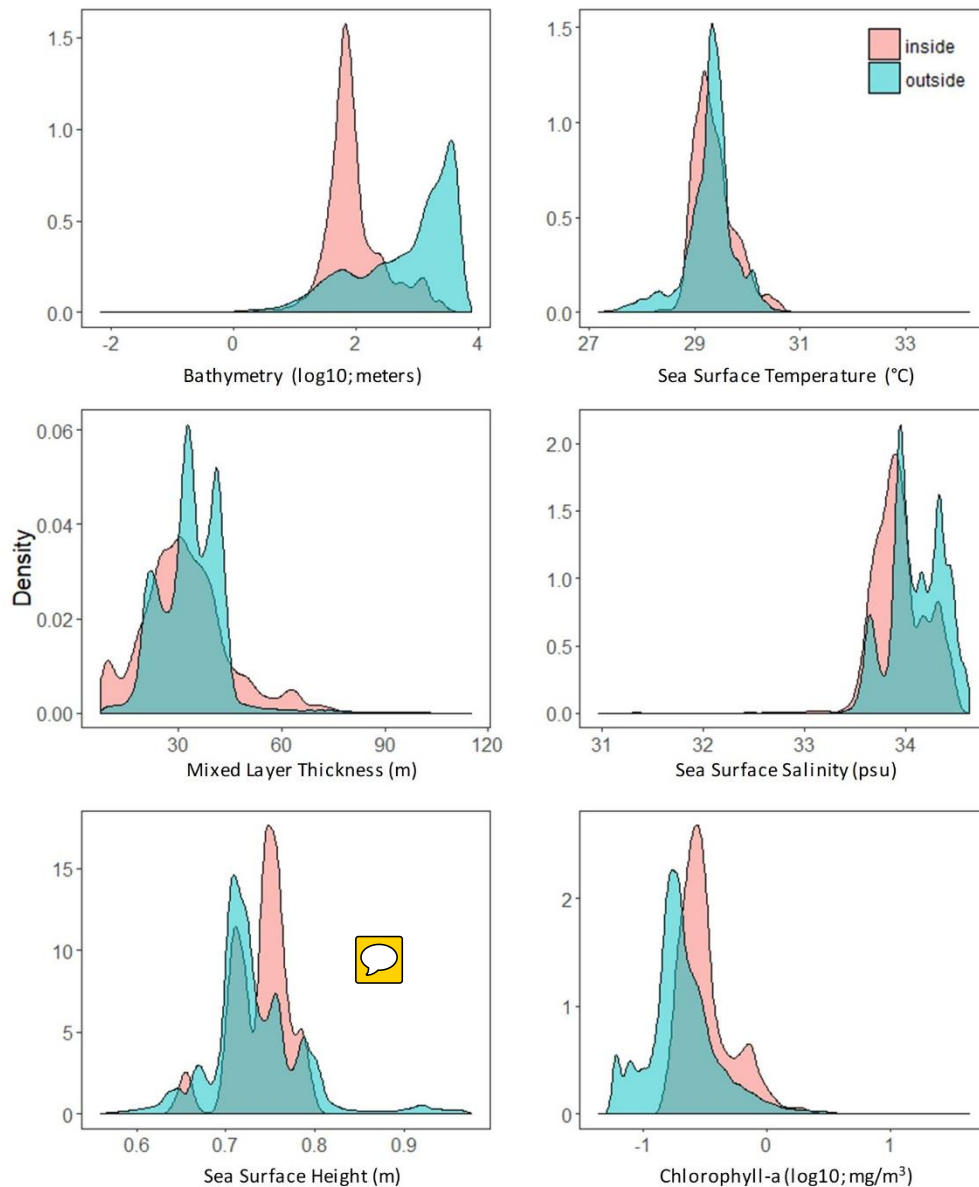 1.5
1.0
0.5
0.0
-2 0 2 4
Bathymetry (log10; meters)
1.5
1.0
0.5
0.0
27 29 31 33
Sea Surface Temperature (°C)
inside
outside
Density
0.06
0.04
0.02
0.00
30 60 90 120
Mixed Layer Thickness (m)
2.0
1.5
1.0
0.5
0.0
31 32 33 34
Sea Surface Salinity (psu)
15
10
5
0
0.6 0.7 0.8 0.9
Sea Surface Height (m)
2
1
0
-1 0 1
Chlorophyll-a (log10; mg/m³)